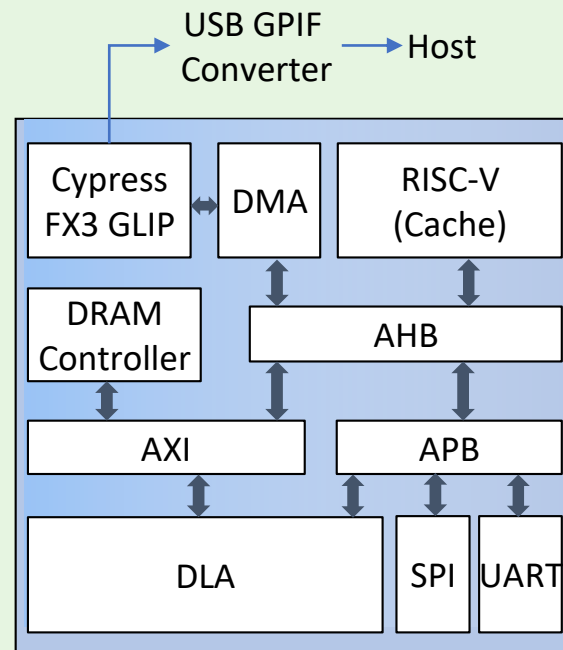 USB GPIF
Converter
Host
Cypress
FX3 GLIP
DMA
RISC-V
(Cache)
DRAM
Controller
AHB
AXI
APB
DLA
SPI
UART